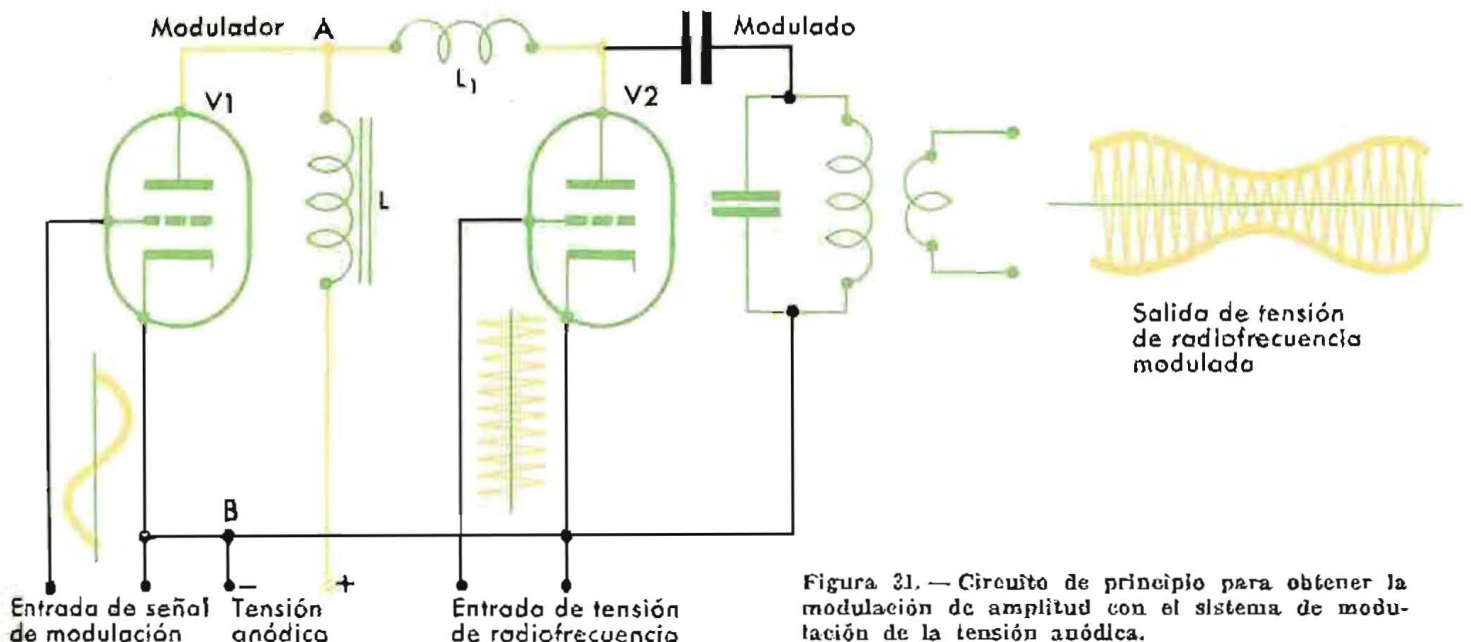 Modulador
A
L1
Modulado
V1
V2
L
Salida de tensión
de radiofrecuencia
modulada
B
−
+
Entrada de señal
de modulación
Tensión
anódica
Entrada de tensión
de radiofrecuencia
Figura 31. — Circuito de principio para obtener la
modulación de amplitud con el sistema de modu-
lación de la tensión anódica.